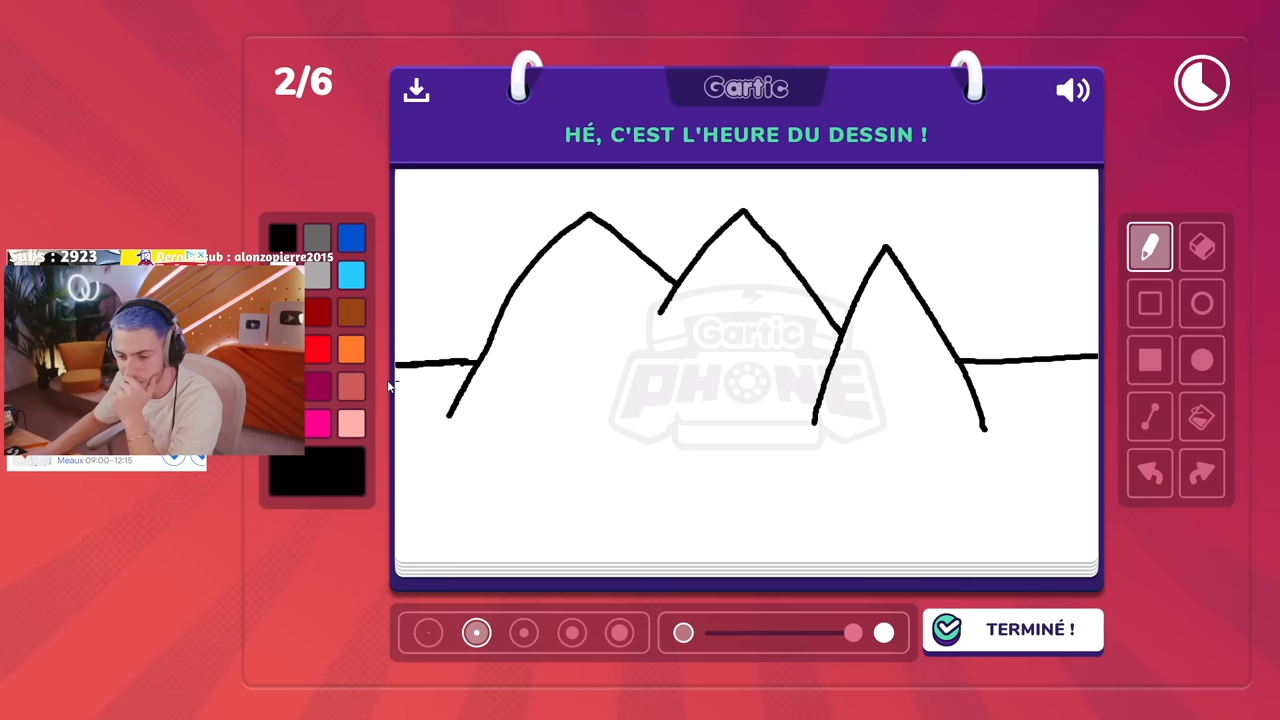 2/6
Gartic
HÉ, C'EST L'HEURE DU DESSIN !
Subs : 2923
sub : alonzopierre2015
Gartic
PHONE
Meaux 09:00-12:15
TERMINÉ !